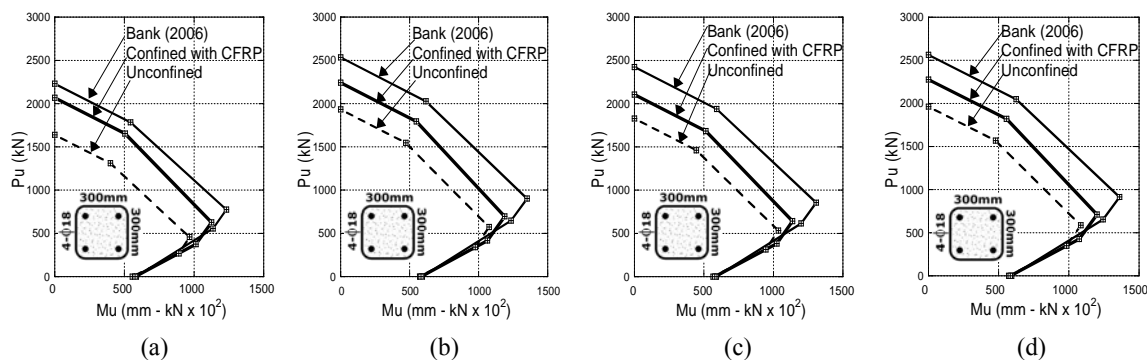 3000
2500
2000
1500
1000
500
0
Pu (kN)
Bank (2006)
Confined with CFRP
Unconfined
300mm
300mm
4-ϕ18
0 500 1000 1500
Mu (mm - kN x 10²)
(a)
3000
2500
2000
1500
1000
500
0
Pu (kN)
Bank (2006)
Confined with CFRP
Unconfined
300mm
300mm
4-ϕ18
0 500 1000 1500
Mu (mm - kN x 10²)
(b)
3000
2500
2000
1500
1000
500
0
Pu (kN)
Bank (2006)
Confined with CFRP
Unconfined
300mm
300mm
4-ϕ18
0 500 1000 1500
Mu (mm - kN x 10²)
(c)
3000
2500
2000
1500
1000
500
0
Pu (kN)
Bank (2006)
Confined with CFRP
Unconfined
300mm
300mm
4-ϕ18
0 500 1000 1500
Mu (mm - kN x 10²)
(d)